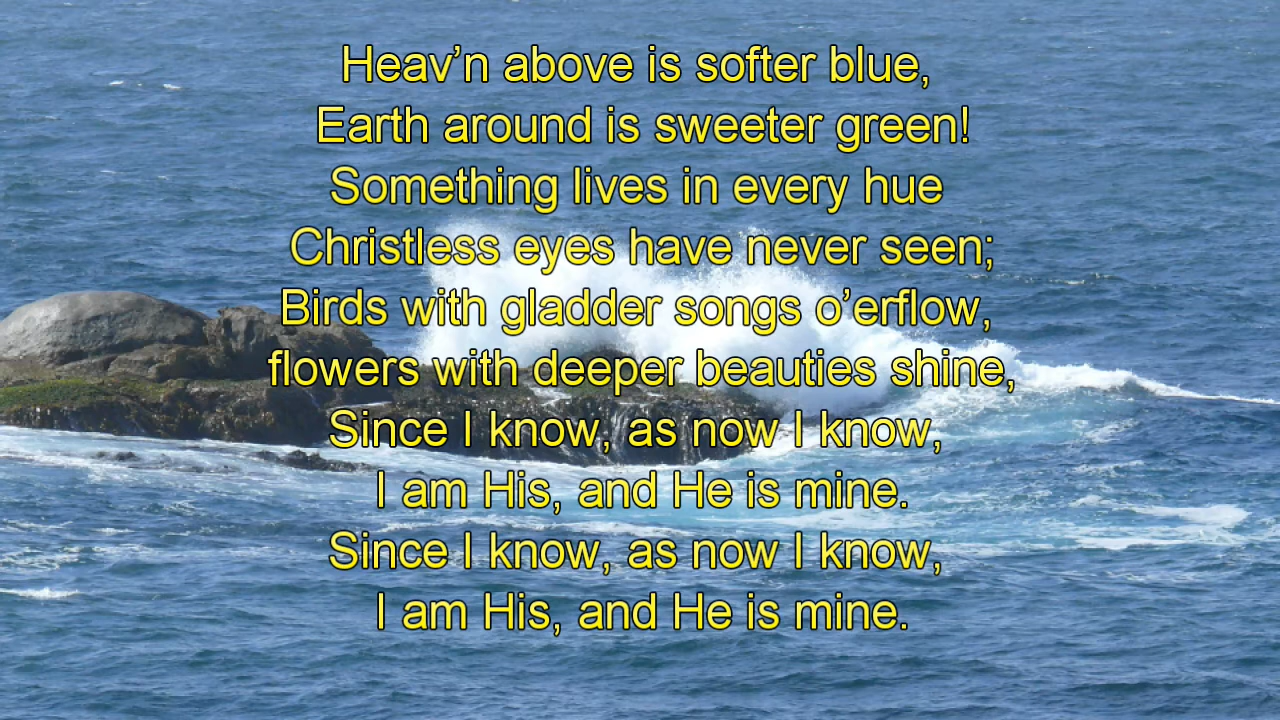 Heav’n above is softer blue,
Earth around is sweeter green!
Something lives in every hue
Christless eyes have never seen;
Birds with gladder songs o’erflow,
flowers with deeper beauties shine,
Since I know, as now I know,
I am His, and He is mine.
Since I know, as now I know,
I am His, and He is mine.